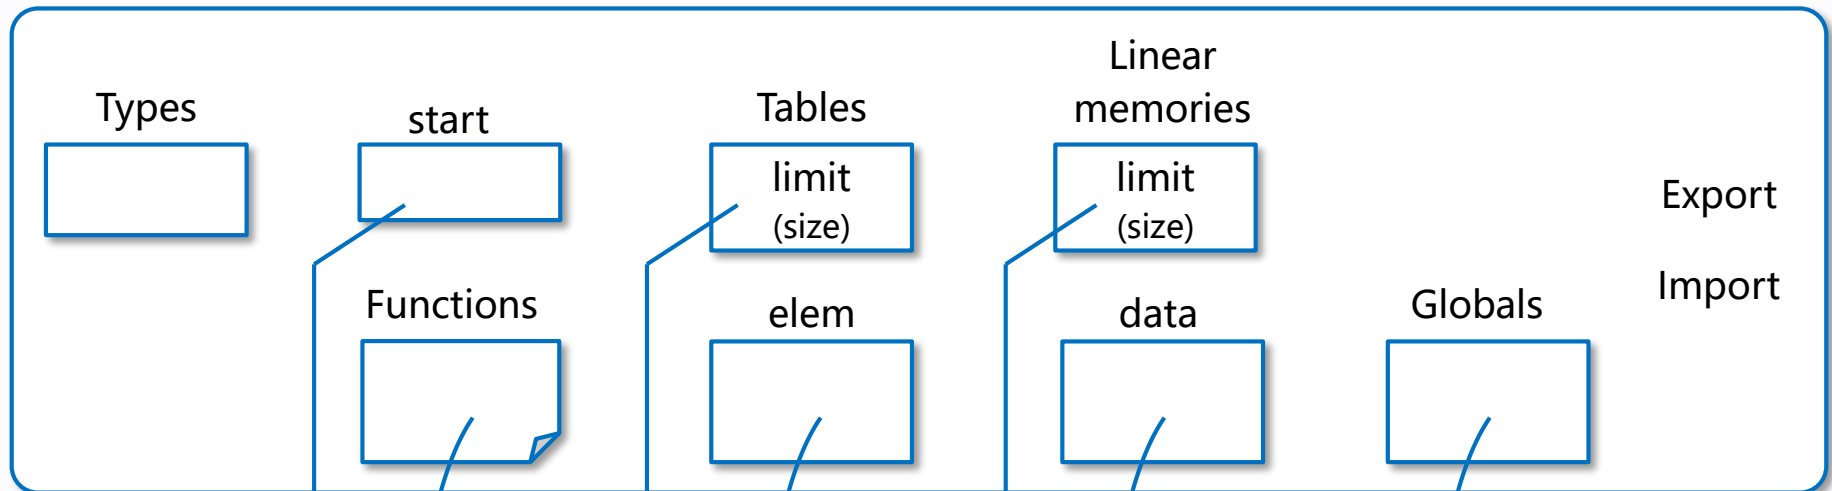 Types
start
Tables
Linear
memories
limit
(size)
limit
(size)
Export
Import
Functions
elem
data
Globals